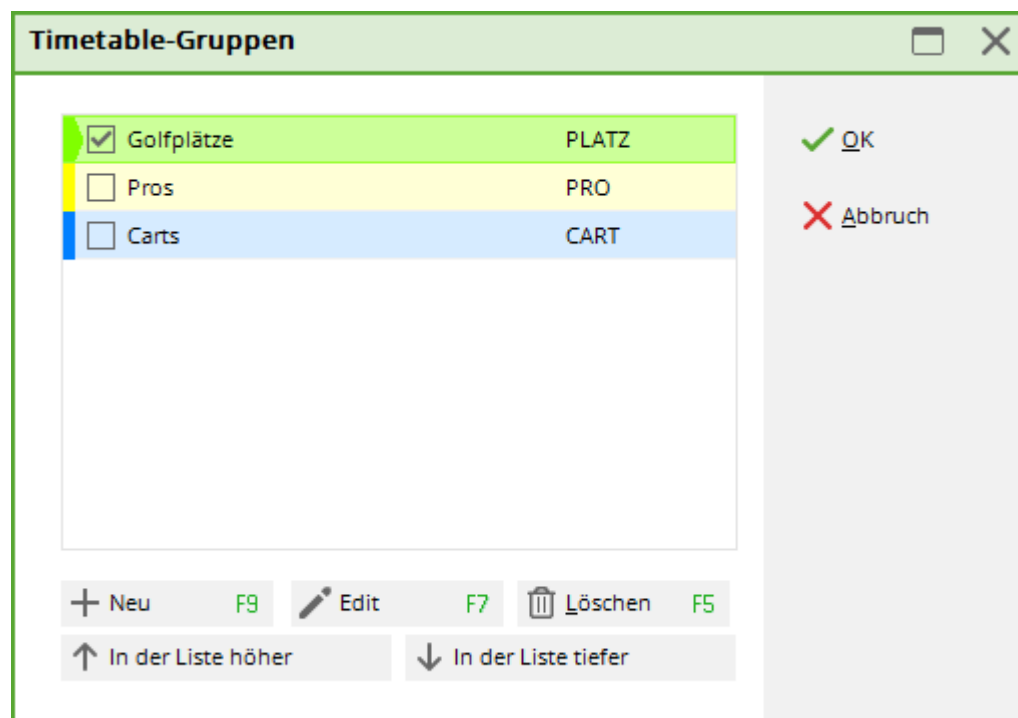 Timetable-Gruppen
Golfplätze PLATZ
Pros PRO
Carts CART
OK
Abbruch
Neu F9 Edit F7 Löschen F5
In der Liste höher In der Liste tiefer